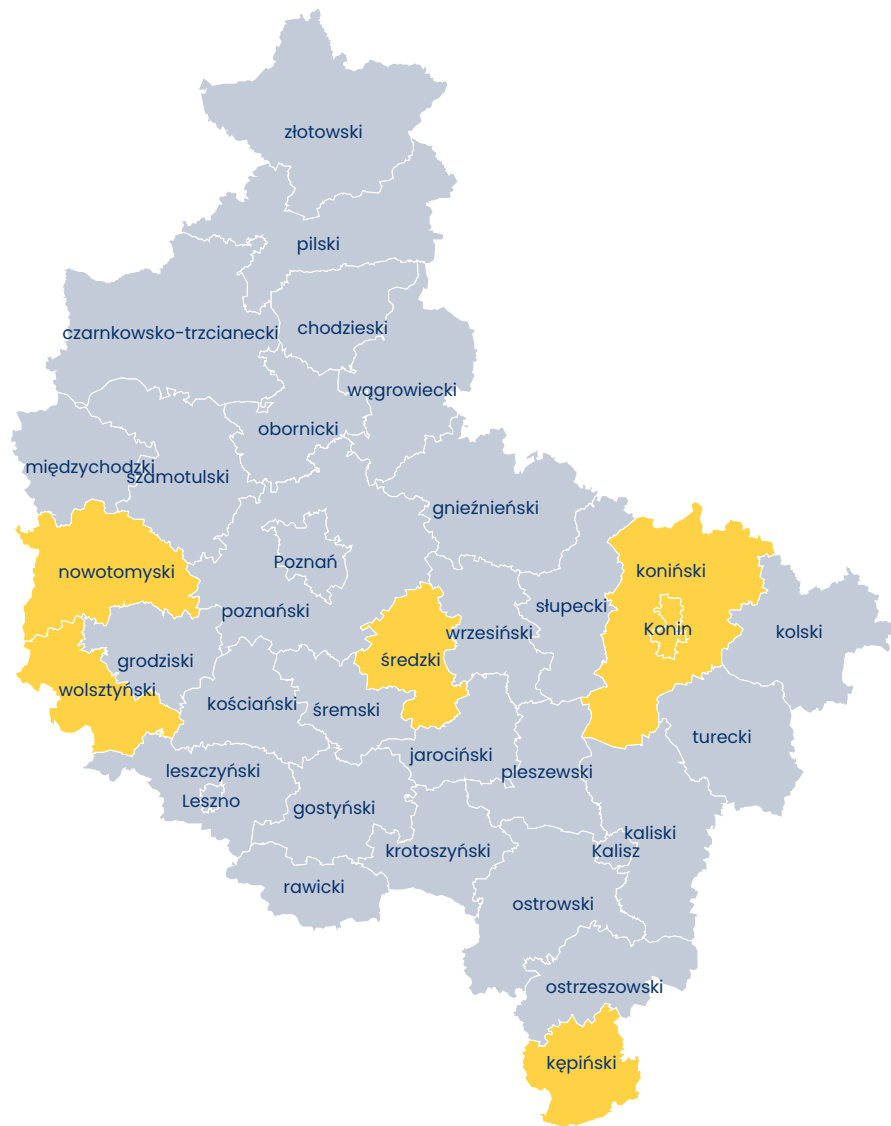 złotowski
pilski
chodzieski
czarnkowsko-trzcianecki
wągrowiecki
obornicki
międzychodzki
szamotulski
gnieźnieński
Poznań
nowotomyski
koniński
słupecki
poznański
Konin
wrzesiński
kolski
średzki
grodziski
wolsztyński
kościański
śremski
turecki
jarociński
leszczyński
pleszewski
Leszno
gostyński
kaliski
krotoszyński
Kalisz
rawicki
ostrowski
ostrzeszowski
kępiński